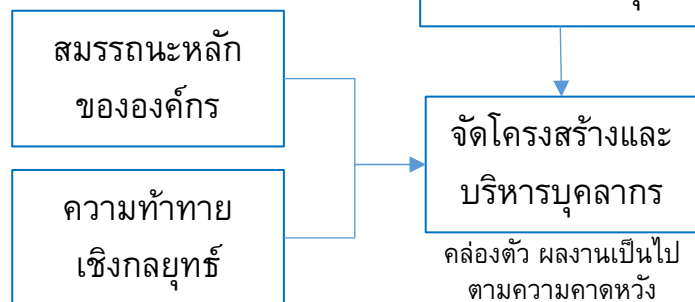 สมรรถนะหลัก
ขององค์กร
ความท้าทาย
เชิงกลยุทธ์
จัดโครงสร้างและ
บริหารบุคลากร
คล่องตัว ผลงานเป็นไป
ตามความคาดหวัง